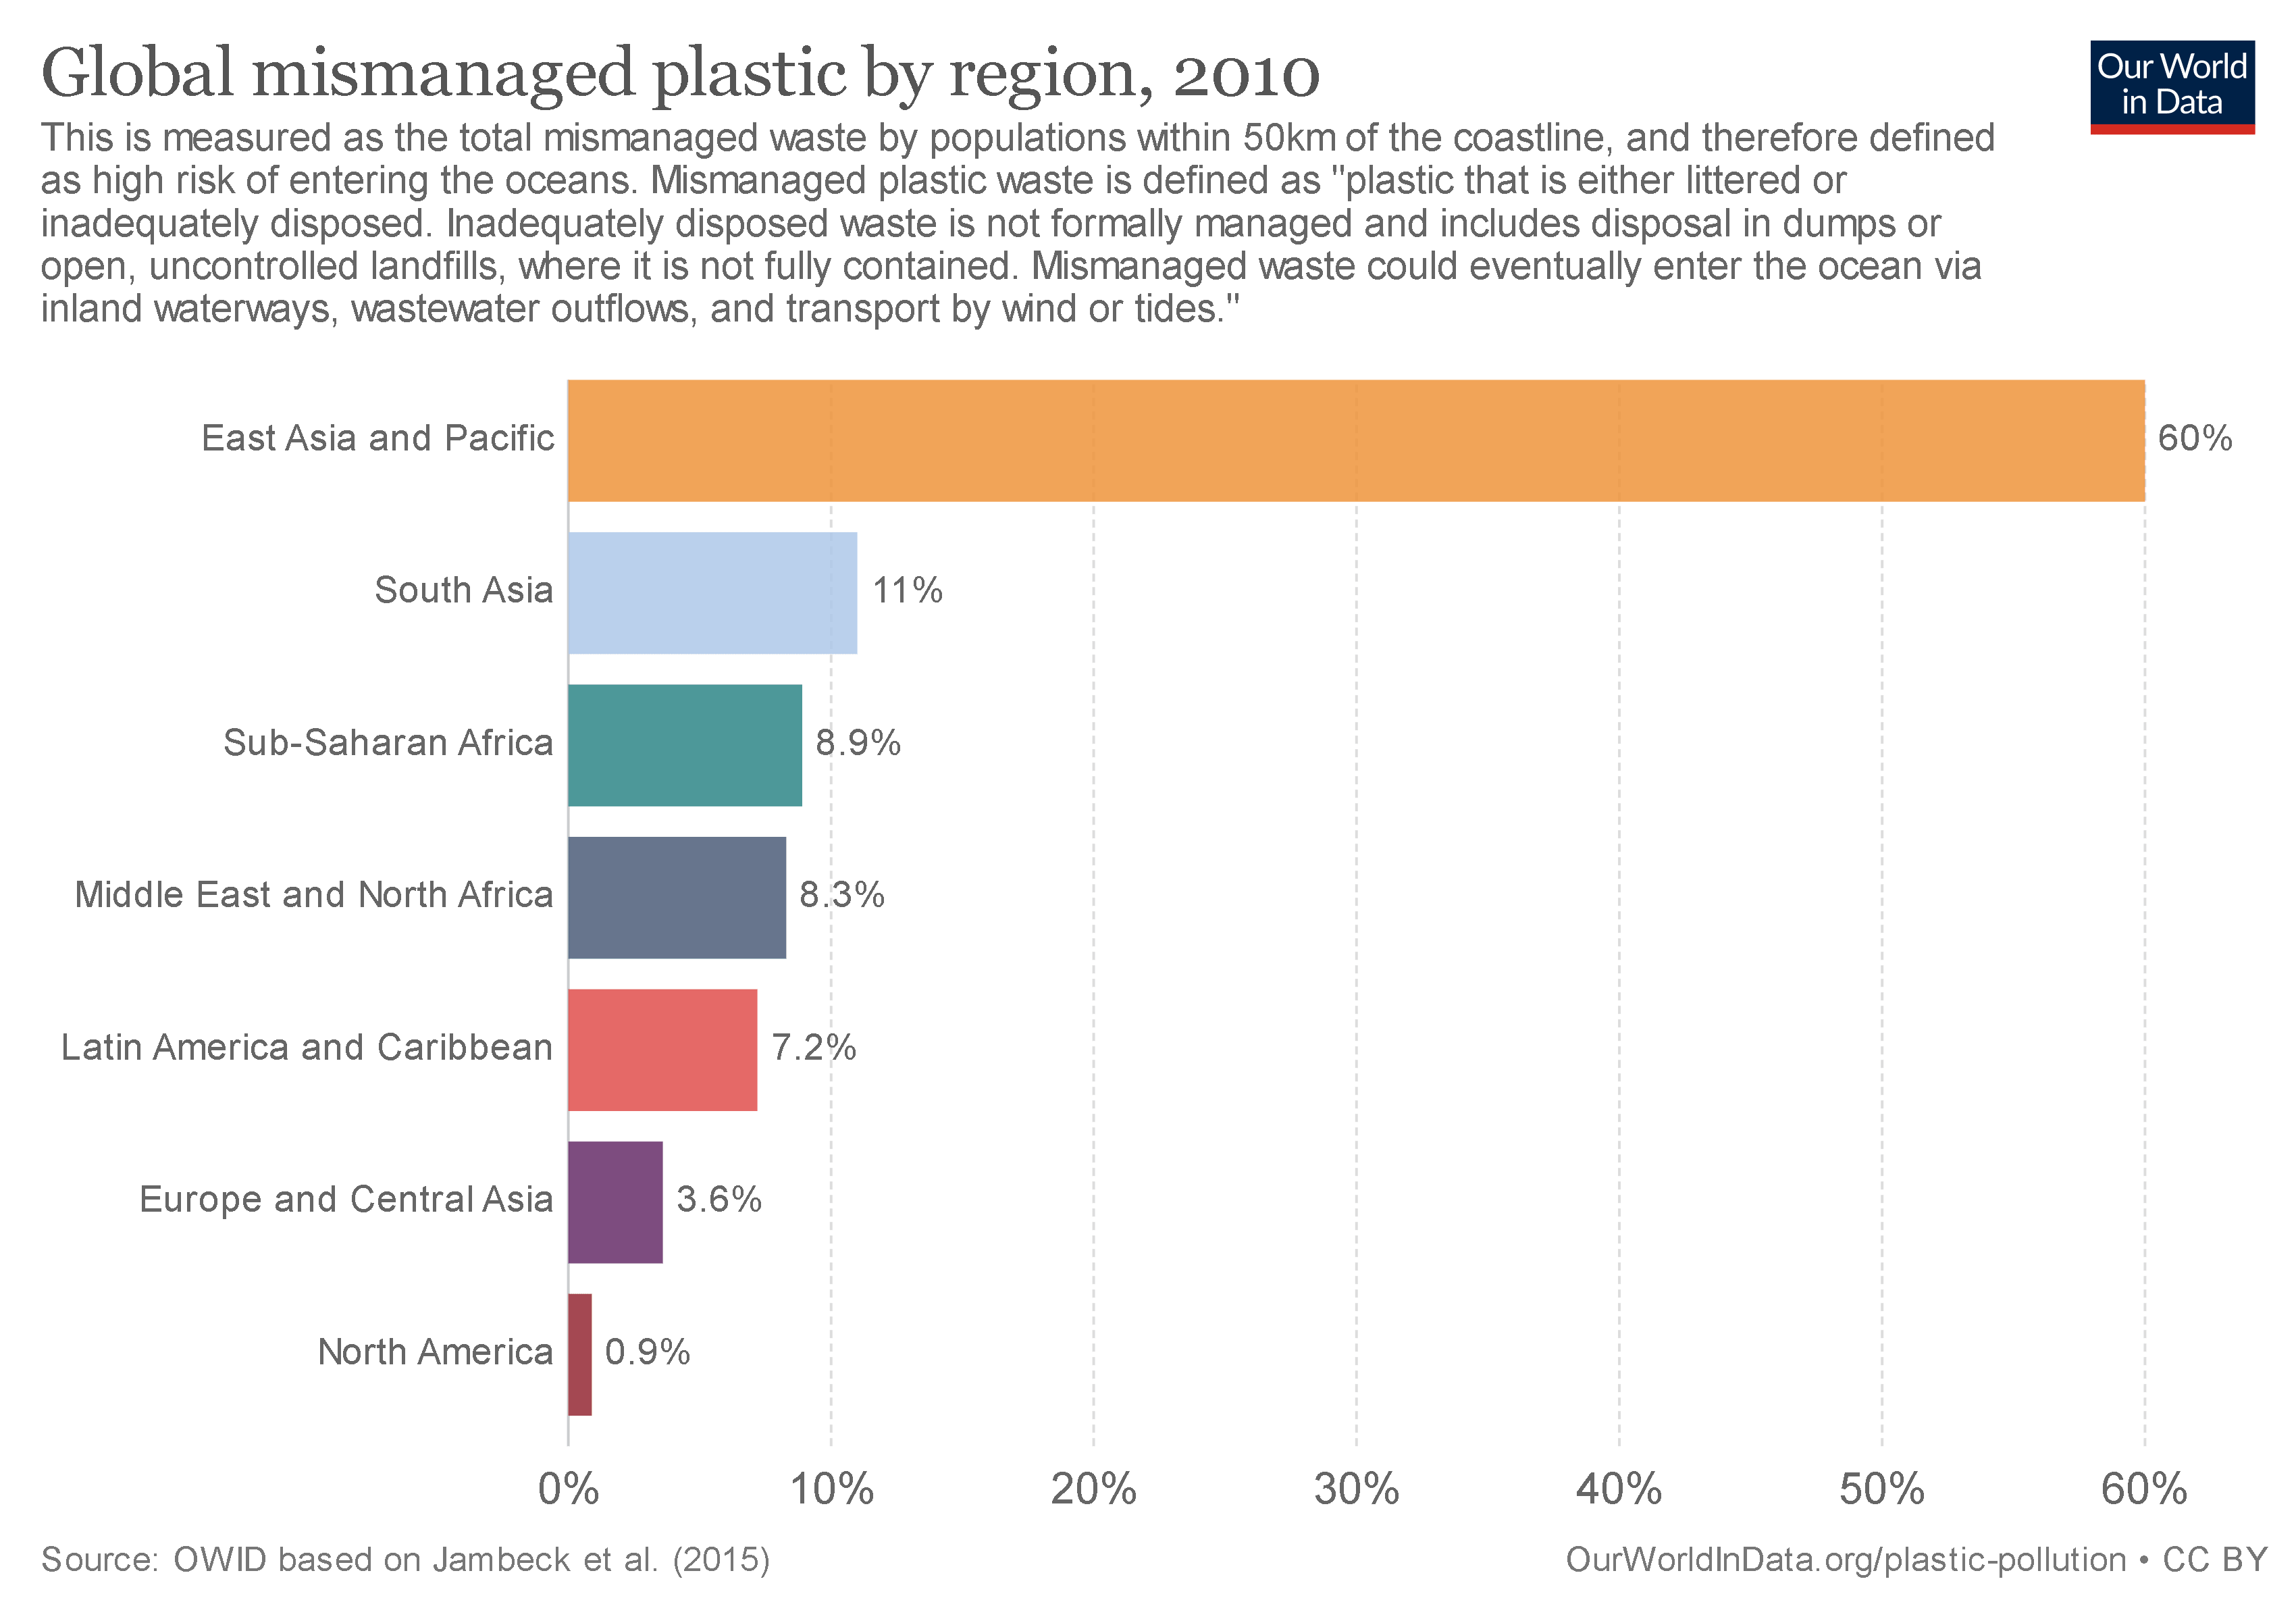 Global mismanaged plastic by region, 2010
Our World
in Data
This is measured as the total mismanaged waste by populations within 50km of the coastline, and therefore defined
as high risk of entering the oceans. Mismanaged plastic waste is defined as "plastic that is either littered or
inadequately disposed. Inadequately disposed waste is not formally managed and includes disposal in dumps or
open, uncontrolled landfills, where it is not fully contained. Mismanaged waste could eventually enter the ocean via
inland waterways, wastewater outflows, and transport by wind or tides."
East Asia and Pacific 60%
South Asia 11%
Sub-Saharan Africa 8.9%
Middle East and North Africa 8.3%
Latin America and Caribbean 7.2%
Europe and Central Asia 3.6%
North America 0.9%
0% 10% 20% 30% 40% 50% 60%
Source: OWID based on Jambeck et al. (2015)
OurWorldInData.org/plastic-pollution • CC BY